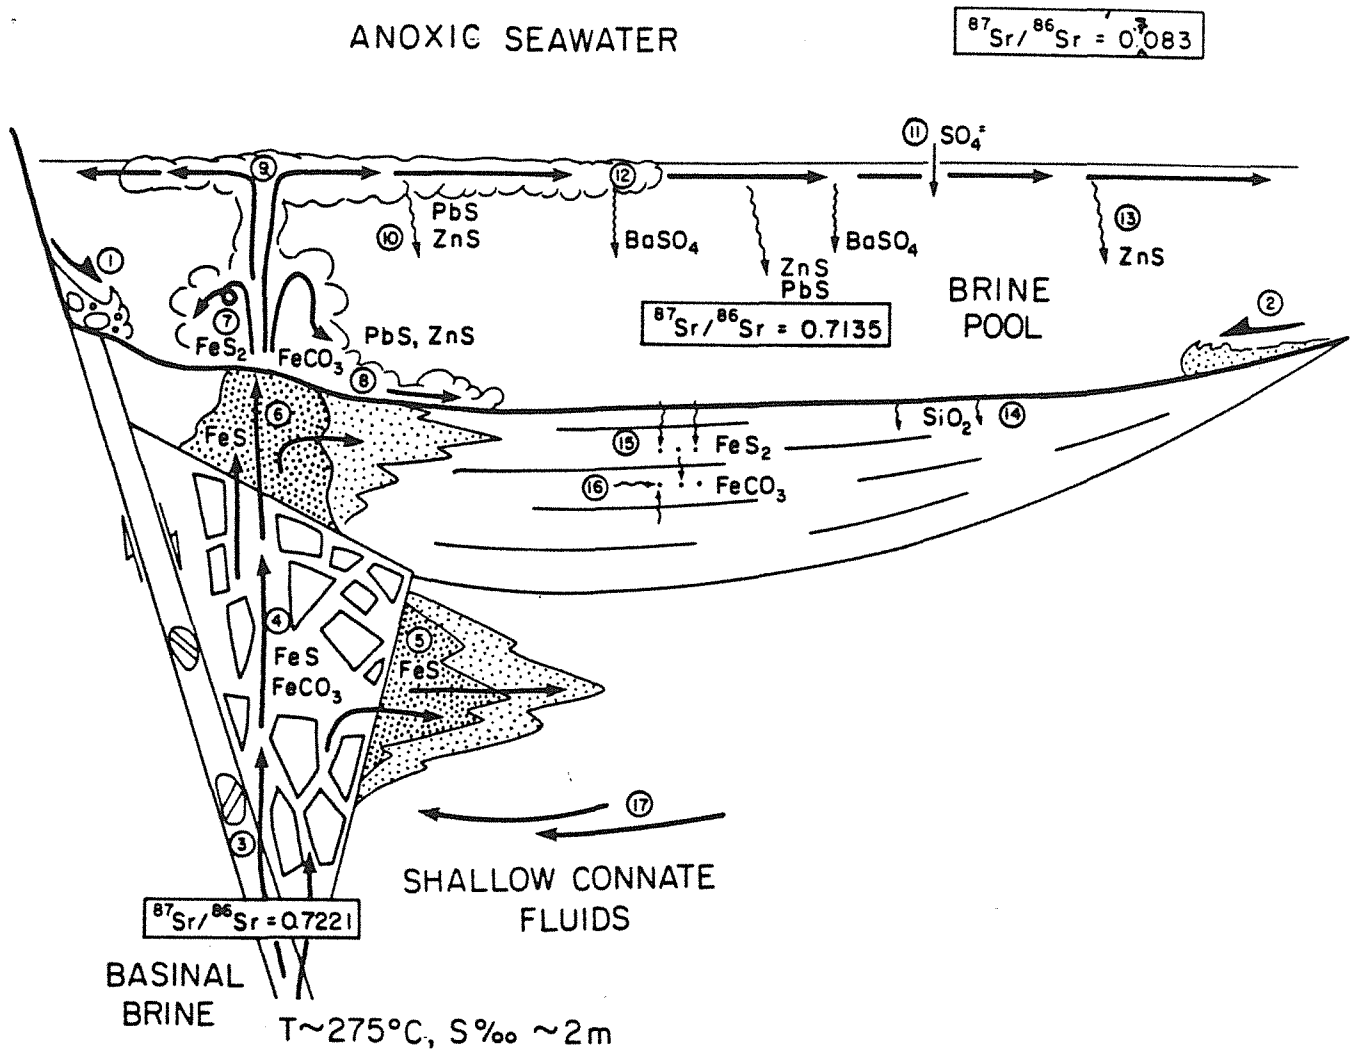 ANOXIC SEAWATER
⁸⁷Sr/⁸⁶Sr = 0.7083
⑪ SO₄⁼
⑨
⑫
PbS
ZnS
⑩
BaSO₄
BaSO₄
⑬
ZnS
①
ZnS
PbS
BRINE
POOL
②
⑦
FeS₂
FeCO₃
PbS, ZnS
⁸⁷Sr/⁸⁶Sr = 0.7135
⑧
⑥
FeS
SiO₂ ⑭
⑮ FeS₂
⑯ FeCO₃
④
FeS
FeCO₃
⑤
FeS
③
⑰
SHALLOW CONNATE
FLUIDS
⁸⁷Sr/⁸⁶Sr = 0.7221
BASINAL
BRINE
T~275°C, S‰ ~2m